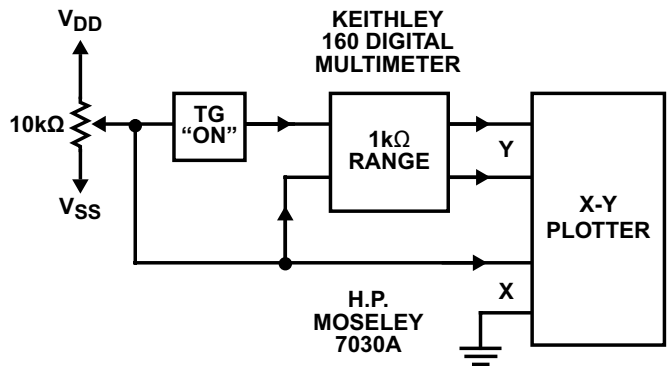 VDD
10kΩ
VSS
TG
“ON”
KEITHLEY
160 DIGITAL
MULTIMETER
1kΩ
RANGE
Y
X
X-Y
PLOTTER
H.P.
MOSELEY
7030A